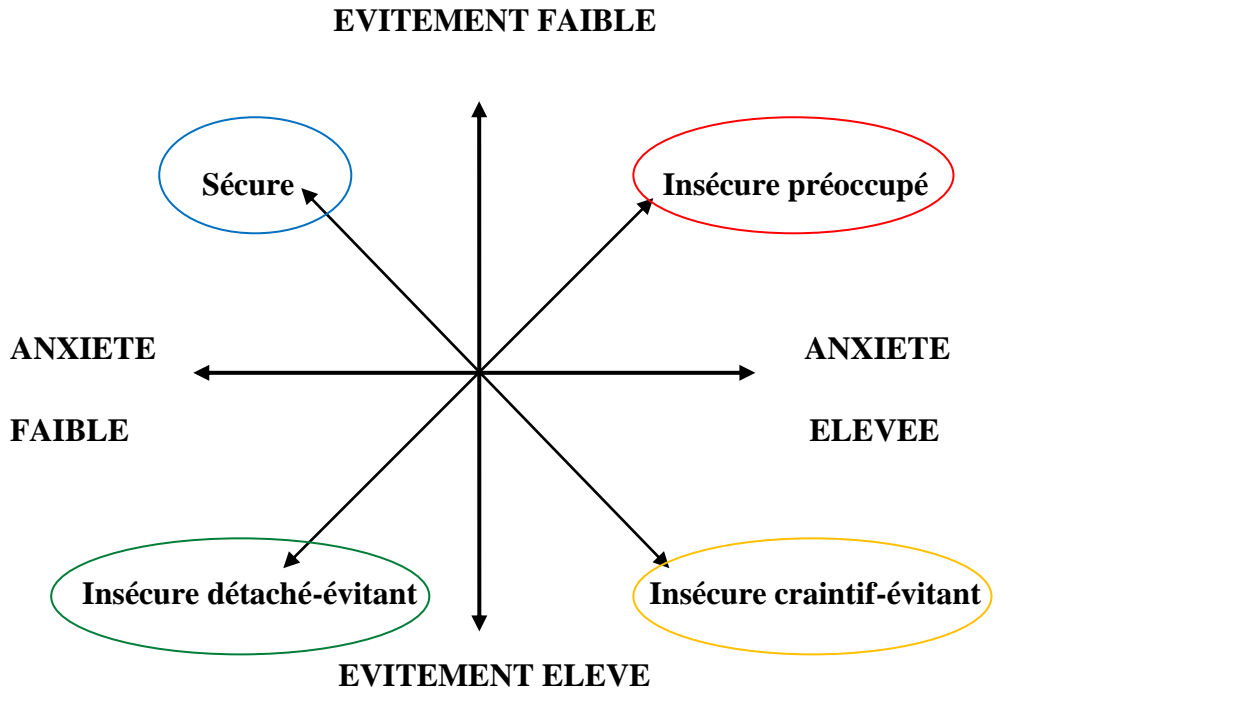 EVITEMENT FAIBLE
Sécure
Insécure préoccupé
ANXIETE
FAIBLE
ANXIETE
ELEVEE
Insécure détaché-évitant
Insécure craintif-évitant
EVITEMENT ELEVE